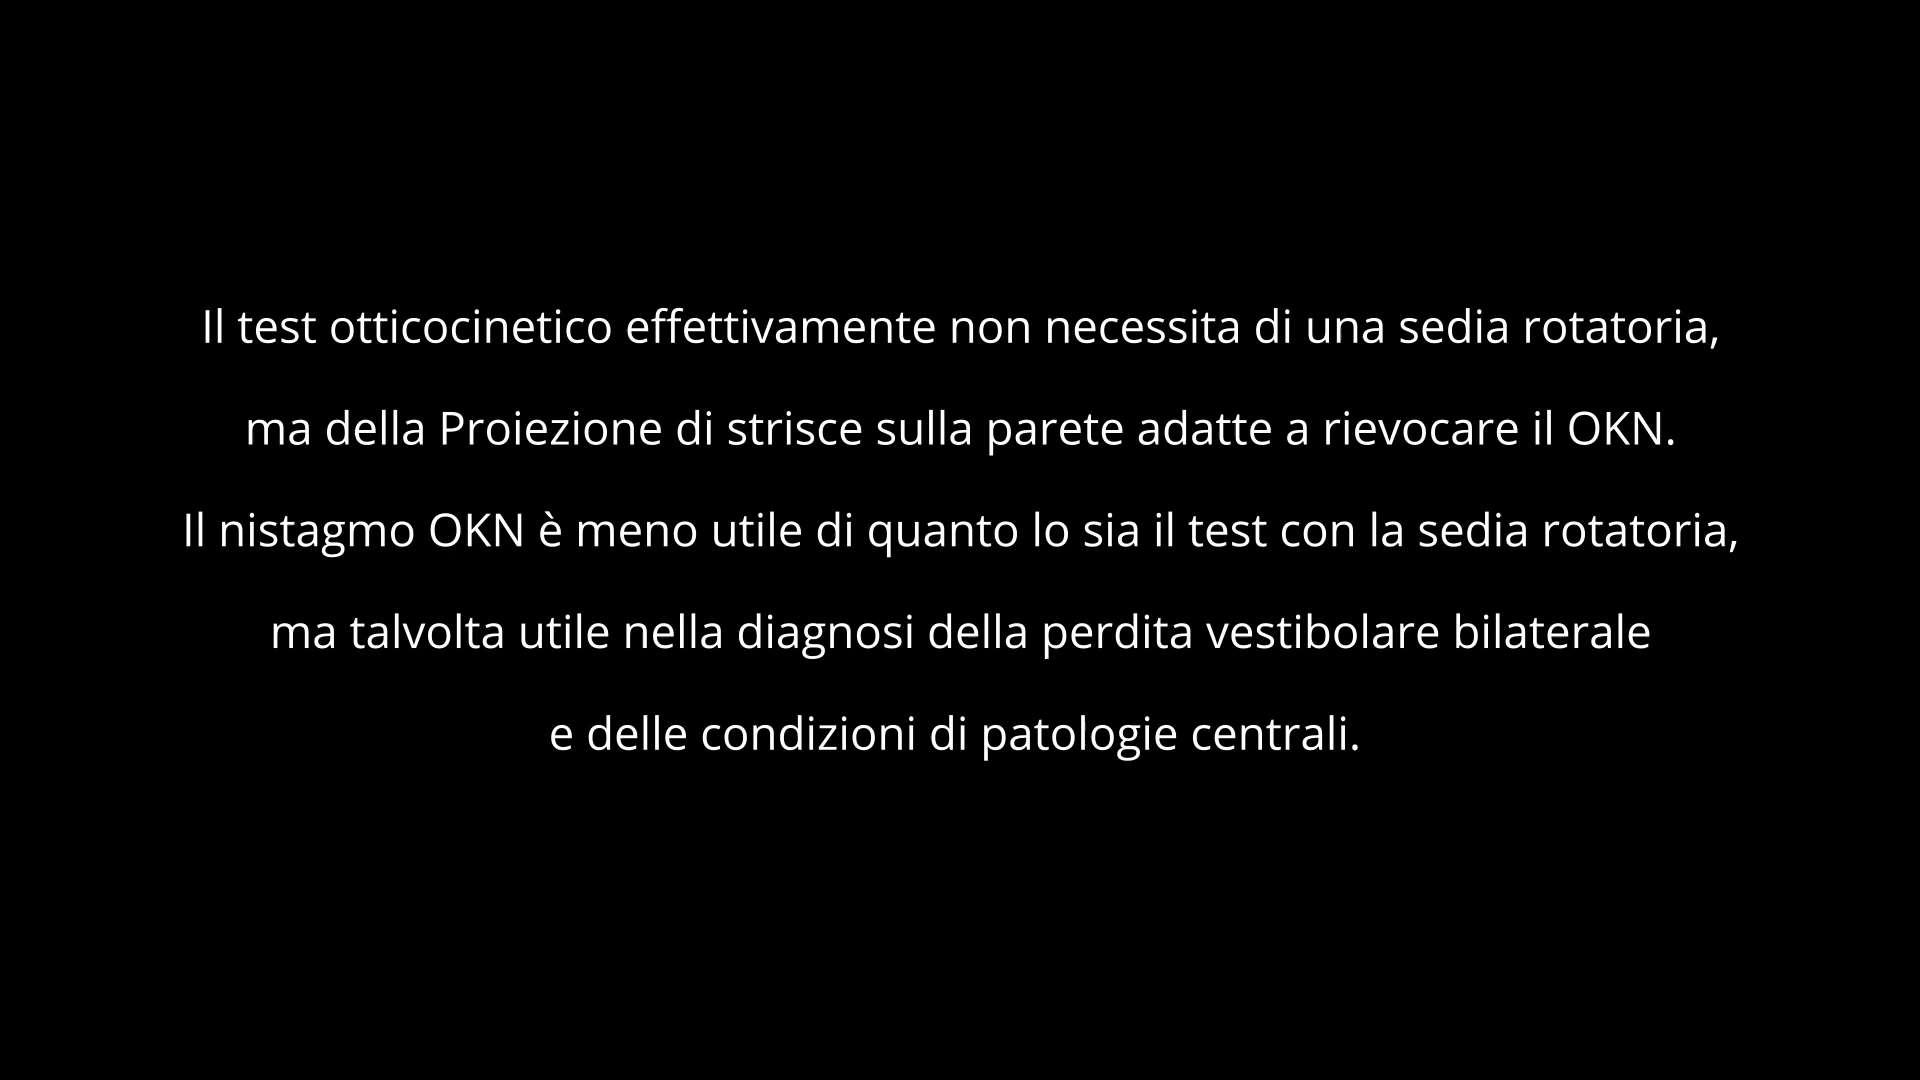 Il test otticocinetico effettivamente non necessita di una sedia rotatoria,
ma della Proiezione di strisce sulla parete adatte a rievocare il OKN.
Il nistagmo OKN è meno utile di quanto lo sia il test con la sedia rotatoria,
ma talvolta utile nella diagnosi della perdita vestibolare bilaterale
e delle condizioni di patologie centrali.